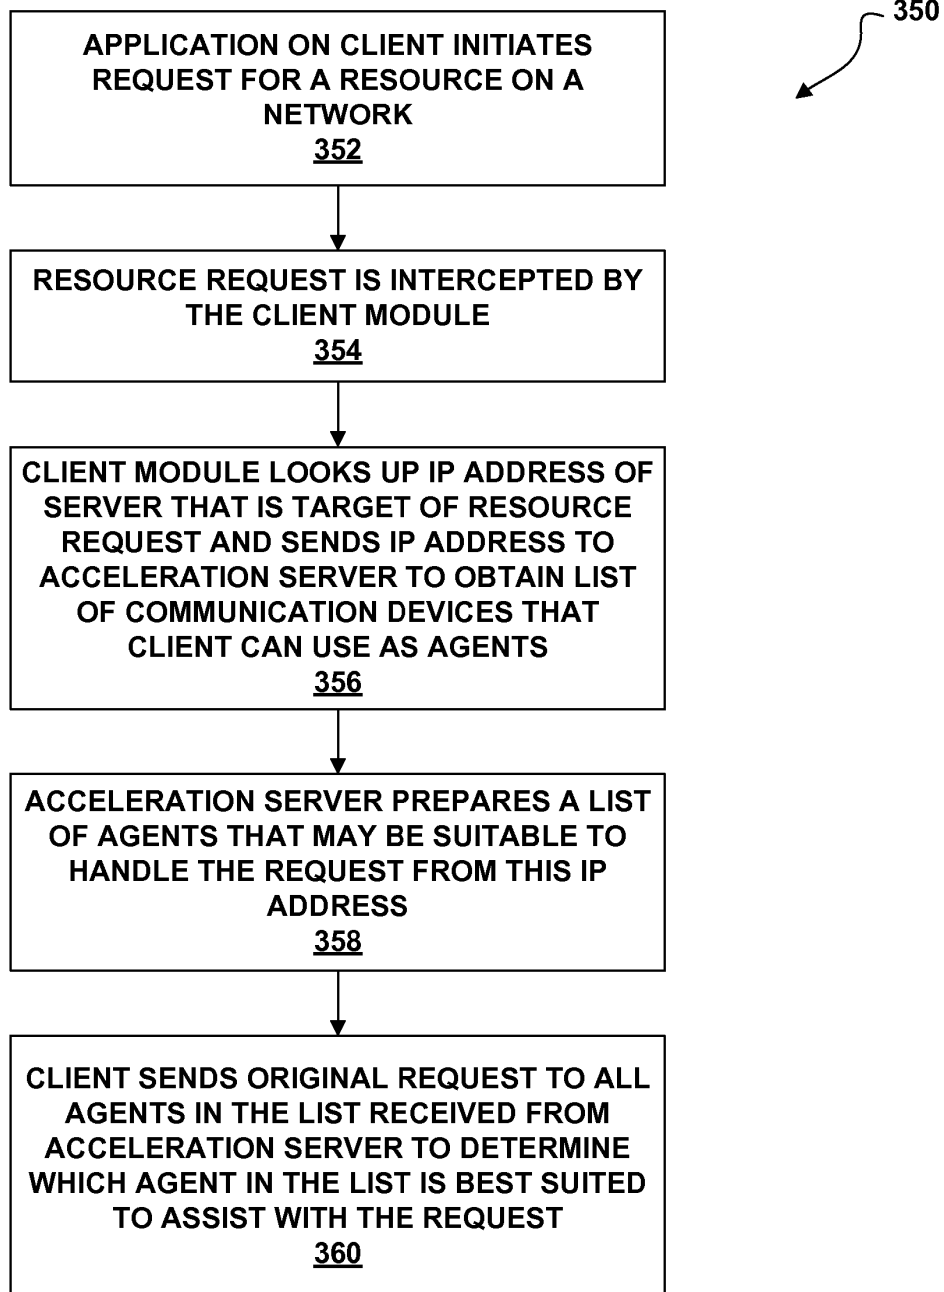 350
APPLICATION ON CLIENT INITIATES
REQUEST FOR A RESOURCE ON A
NETWORK
352
RESOURCE REQUEST IS INTERCEPTED BY
THE CLIENT MODULE
354
CLIENT MODULE LOOKS UP IP ADDRESS OF
SERVER THAT IS TARGET OF RESOURCE
REQUEST AND SENDS IP ADDRESS TO
ACCELERATION SERVER TO OBTAIN LIST
OF COMMUNICATION DEVICES THAT
CLIENT CAN USE AS AGENTS
356
ACCELERATION SERVER PREPARES A LIST
OF AGENTS THAT MAY BE SUITABLE TO
HANDLE THE REQUEST FROM THIS IP
ADDRESS
358
CLIENT SENDS ORIGINAL REQUEST TO ALL
AGENTS IN THE LIST RECEIVED FROM
ACCELERATION SERVER TO DETERMINE
WHICH AGENT IN THE LIST IS BEST SUITED
TO ASSIST WITH THE REQUEST
360